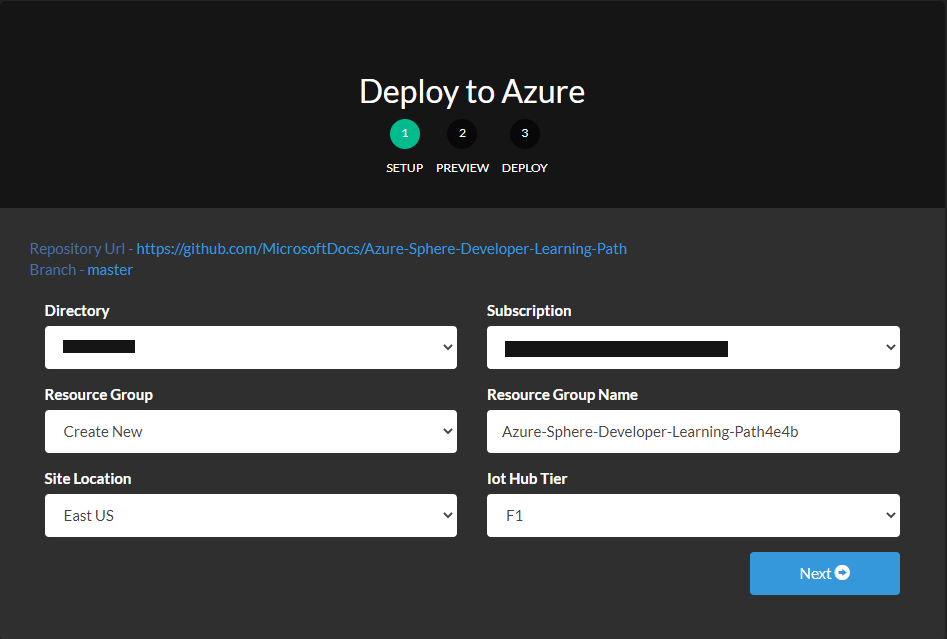 Deploy to Azure
1 2 3
SETUP PREVIEW DEPLOY
Repository Url - https://github.com/MicrosoftDocs/Azure-Sphere-Developer-Learning-Path
Branch - master
Directory Subscription
Resource Group Resource Group Name
Create New Azure-Sphere-Developer-Learning-Path4e4b
Site Location Iot Hub Tier
East US F1
Next